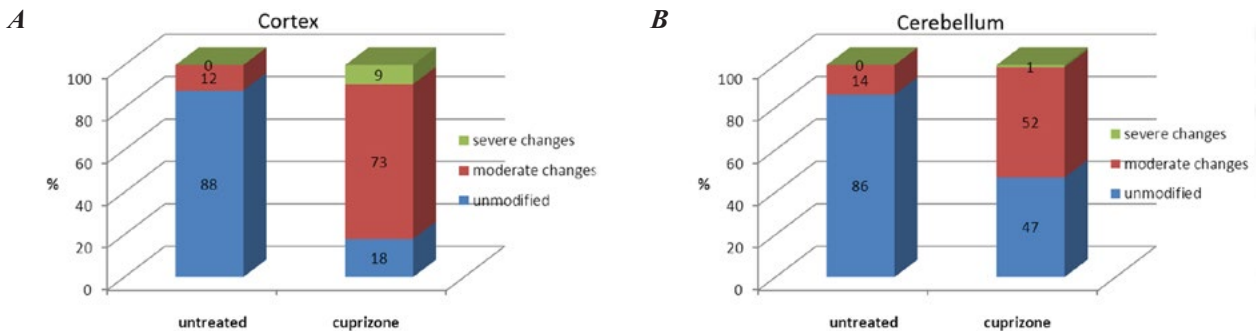 A
Cortex
100
80
60
40
20
0
%
0
12
88
9
73
18
severe changes
moderate changes
unmodified
untreated
cuprizone
B
Cerebellum
100
80
60
40
20
0
%
0
14
86
1
52
47
severe changes
moderate changes
unmodified
untreated
cuprizone